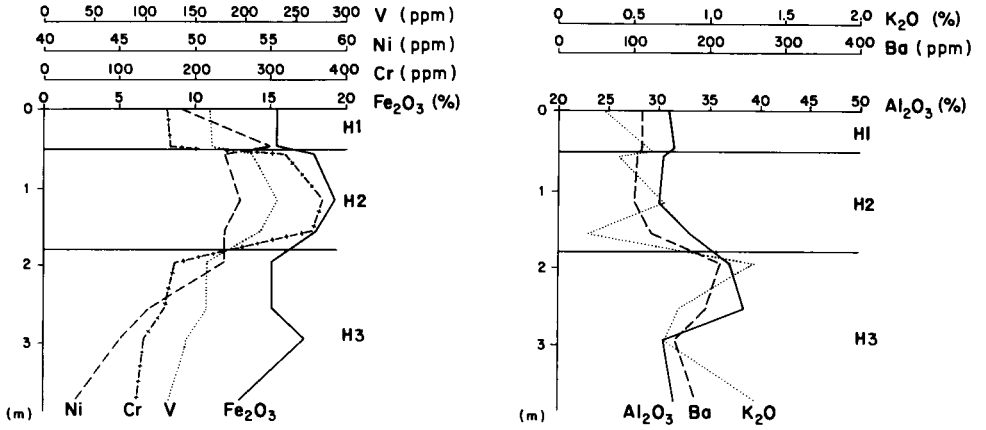 0 50 100 150 200 260 300 V (ppm)
40 45 50 55 60 Ni (ppm)
0 100 200 300 400 Cr (ppm)
0 5 10 15 20 Fe₂O₃ (%)
0
H1
1
H2
2
3
H3
(m) Ni Cr V Fe₂O₃
0 0.5 1.0 1.5 2.0 K₂O (%)
0 100 200 300 400 Ba (ppm)
20 25 30 35 40 45 50 Al₂O₃ (%)
0
H1
1
H2
2
3
H3
(m) Al₂O₃ Ba K₂O